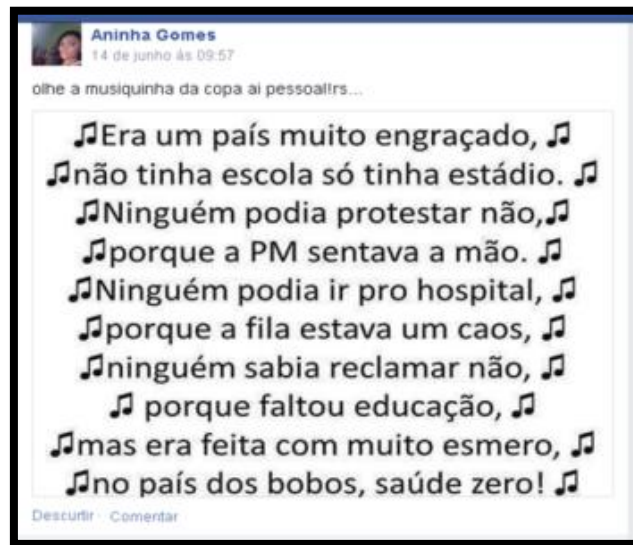 Aninha Gomes
14 de junho às 09:57
olhe a musiquinha da copa ai pessoal!rs...
♫Era um país muito engraçado, ♫
♫não tinha escola só tinha estádio. ♫
♫Ninguém podia protestar não,♫
♫porque a PM sentava a mão. ♫
♫Ninguém podia ir pro hospital, ♫
♫porque a fila estava um caos, ♫
♫ninguém sabia reclamar não, ♫
♫ porque faltou educação, ♫
♫mas era feita com muito esmero, ♫
♫no país dos bobos, saúde zero! ♫
Descurtir · Comentar